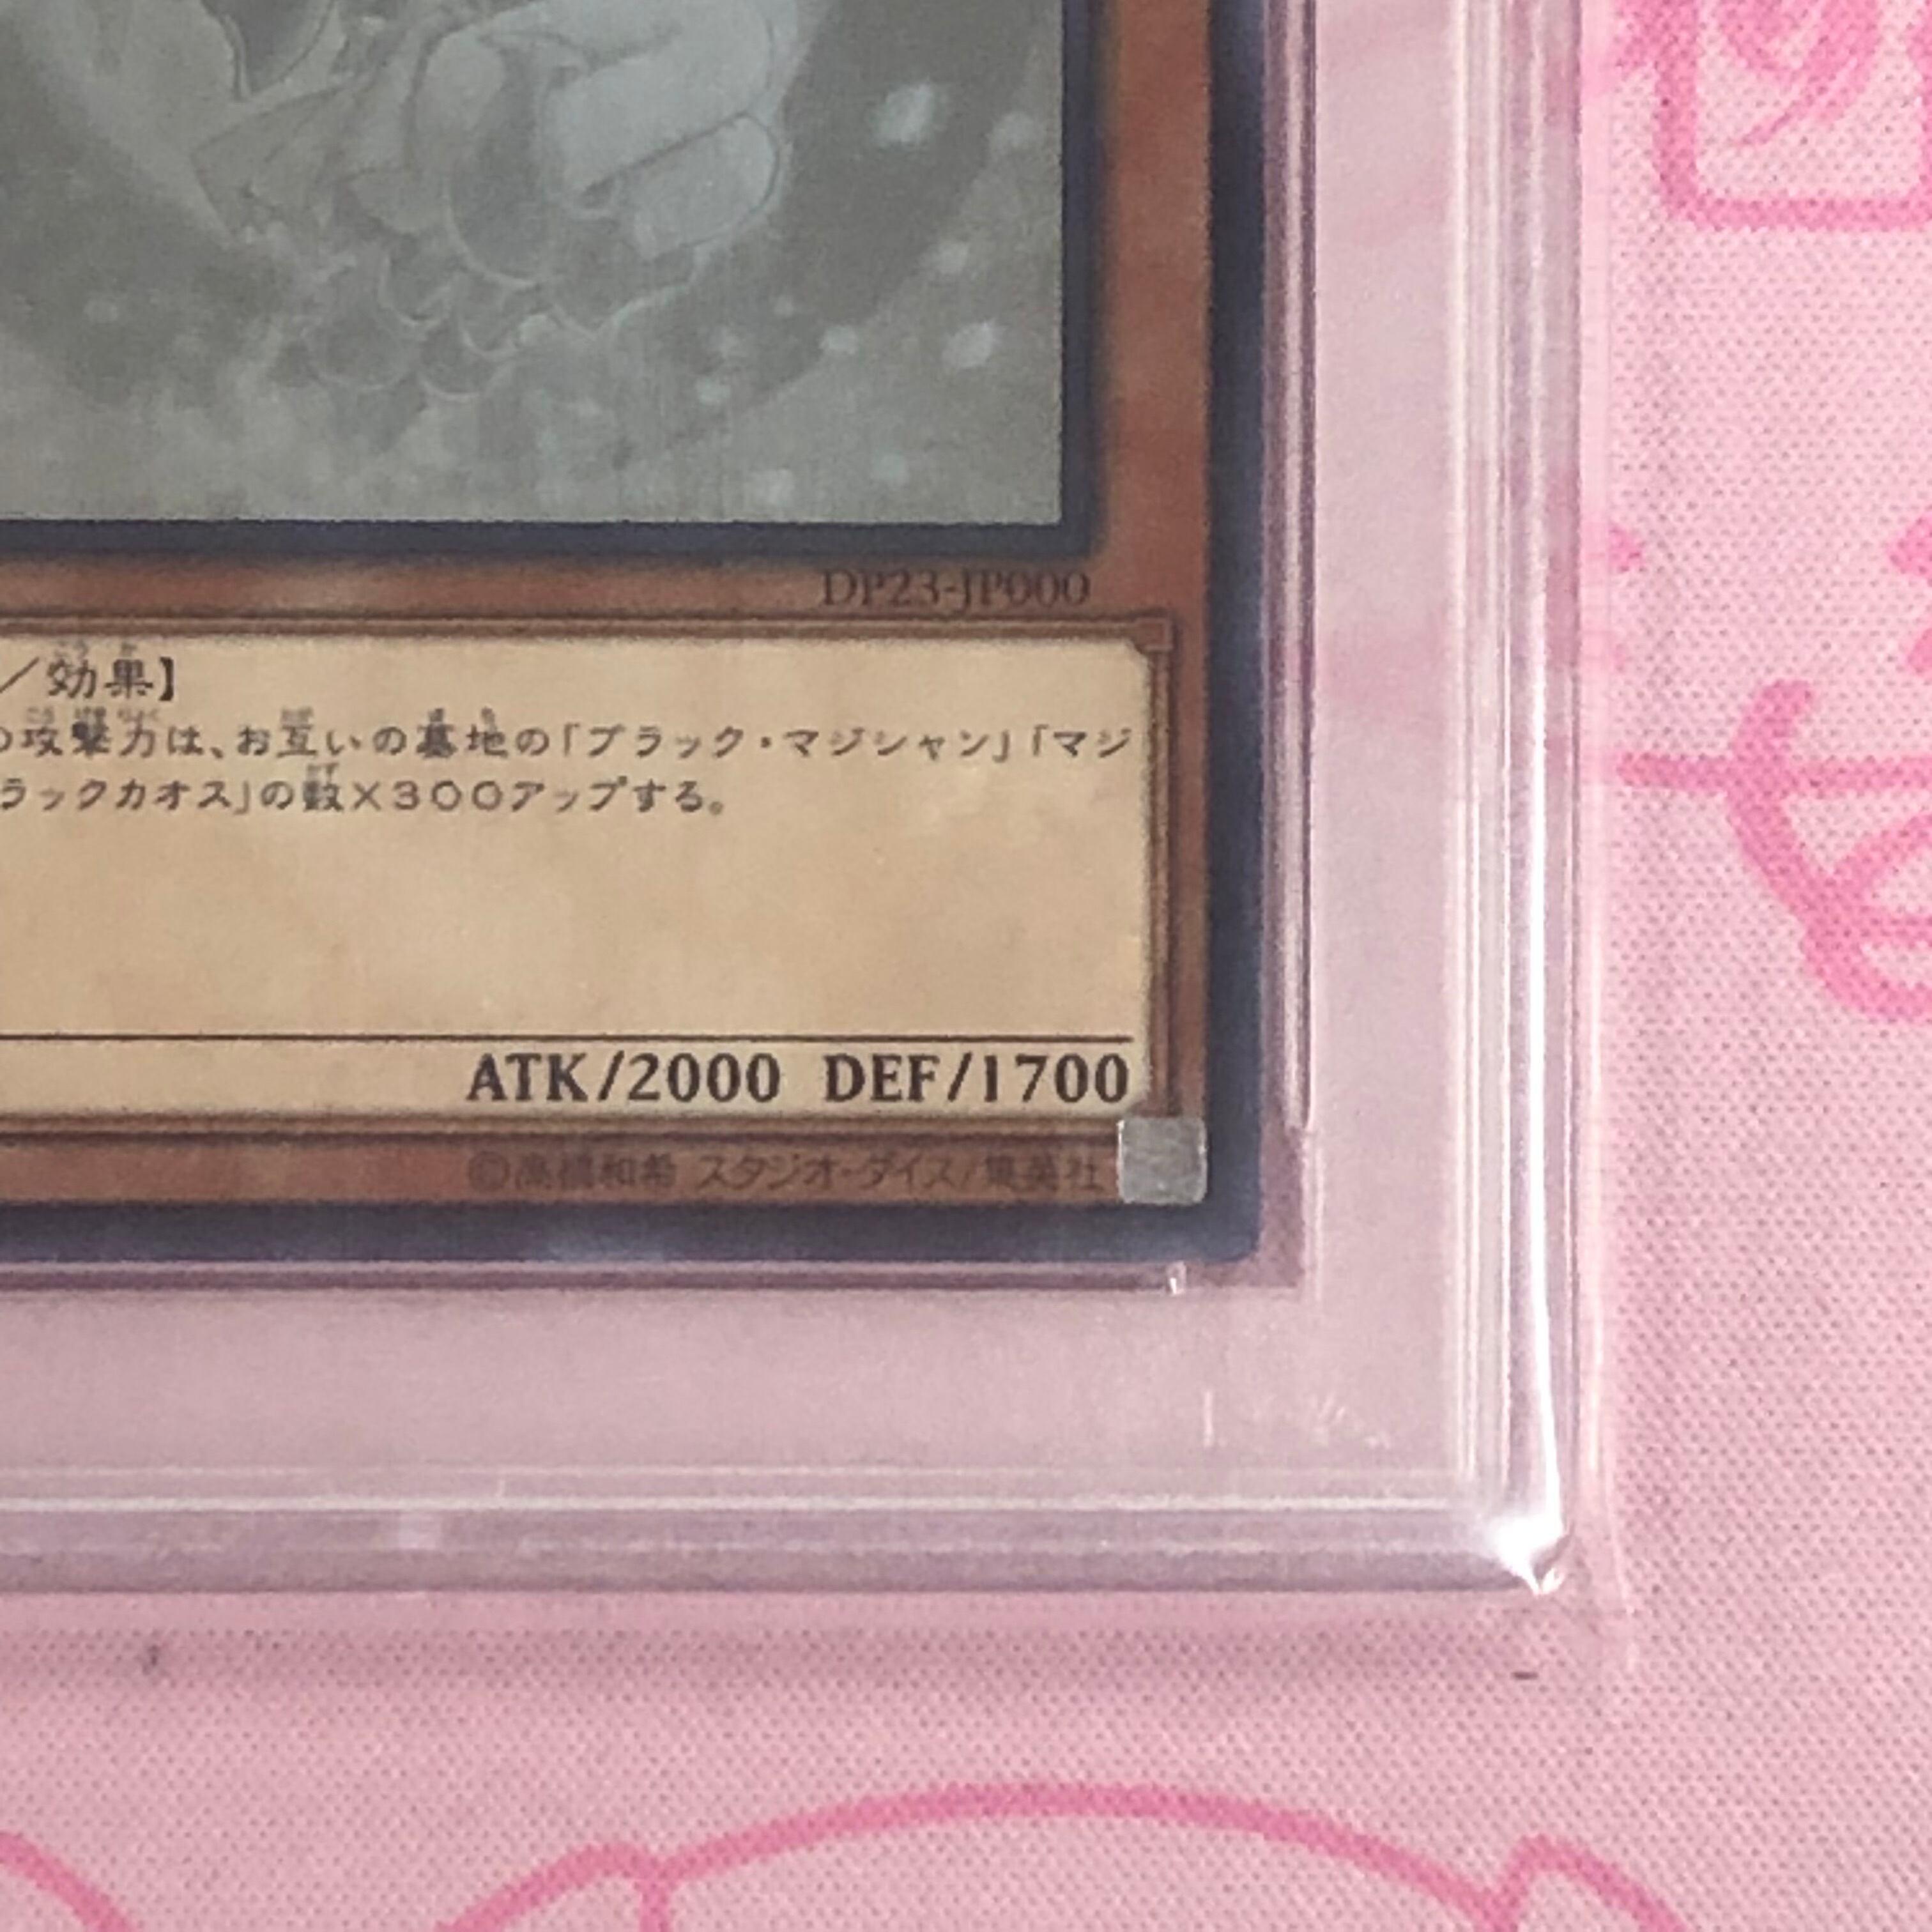 DP23-JP000
／効果】
の攻撃力は、お互いの墓地の「ブラック・マジシャン」「マジ
ラックカオス」の数×３００アップする。
ATK/2000 DEF/1700
©高橋和希 スタジオ・ダイス/集英社